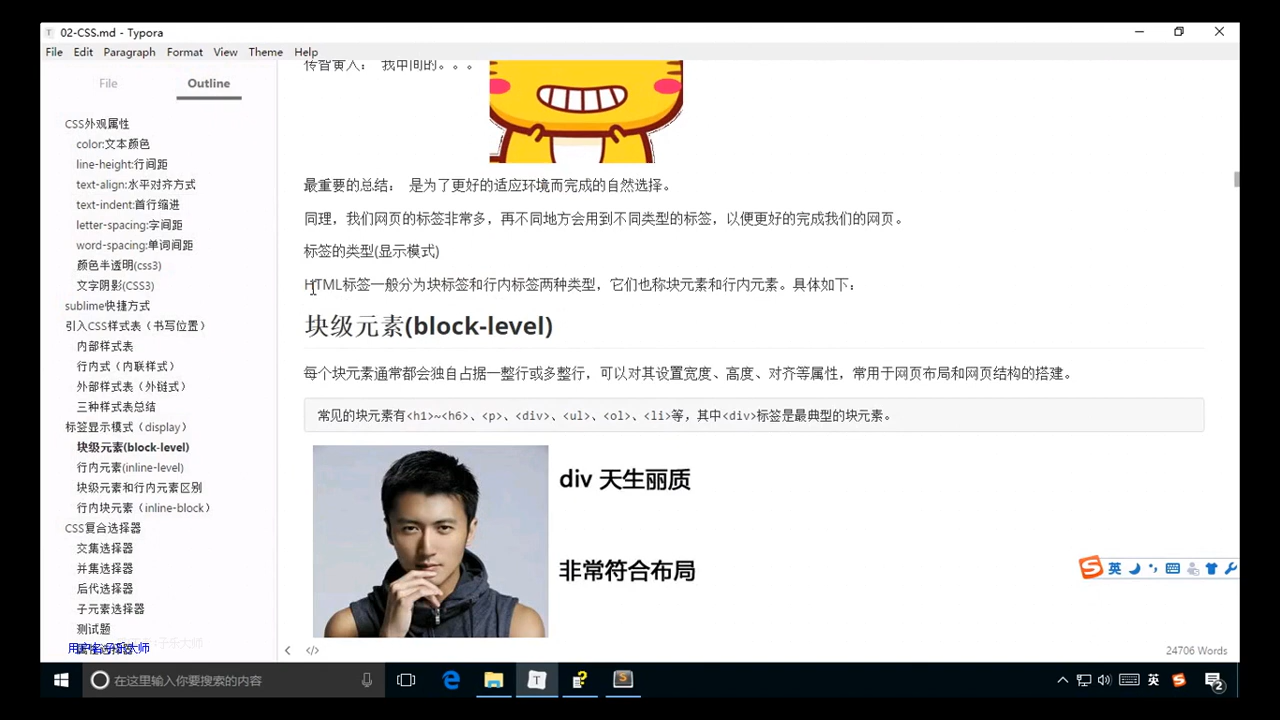 02-CSS.md - Typora
File Edit Paragraph Format View Theme Help
File Outline
CSS外观属性
color:文本颜色
line-height:行间距
text-align:水平对齐方式
text-indent:首行缩进
letter-spacing:字间距
word-spacing:单词间距
颜色半透明(css3)
文字阴影(CSS3)
sublime快捷方式
引入CSS样式表（书写位置）
内部样式表
行内式（内联样式）
外部样式表（外链式）
三种样式表总结
标签显示模式（display）
块级元素(block-level)
行内元素(inline-level)
块级元素和行内元素区别
行内块元素（inline-block）
CSS复合选择器
交集选择器
并集选择器
后代选择器
子元素选择器
测试题
传智黄人： 我中间的。。。
最重要的总结： 是为了更好的适应环境而完成的自然选择。
同理，我们网页的标签非常多，再不同地方会用到不同类型的标签，以便更好的完成我们的网页。
标签的类型(显示模式)
HTML标签一般分为块标签和行内标签两种类型，它们也称块元素和行内元素。具体如下：
块级元素(block-level)
每个块元素通常都会独自占据一整行或多整行，可以对其设置宽度、高度、对齐等属性，常用于网页布局和网页结构的搭建。
常见的块元素有<h1>~<h6>、<p>、<div>、<ul>、<ol>、<li>等，其中<div>标签是最典型的块元素。
div 天生丽质
非常符合布局
英
24706 Words
在这里输入你要搜索的内容
英
2